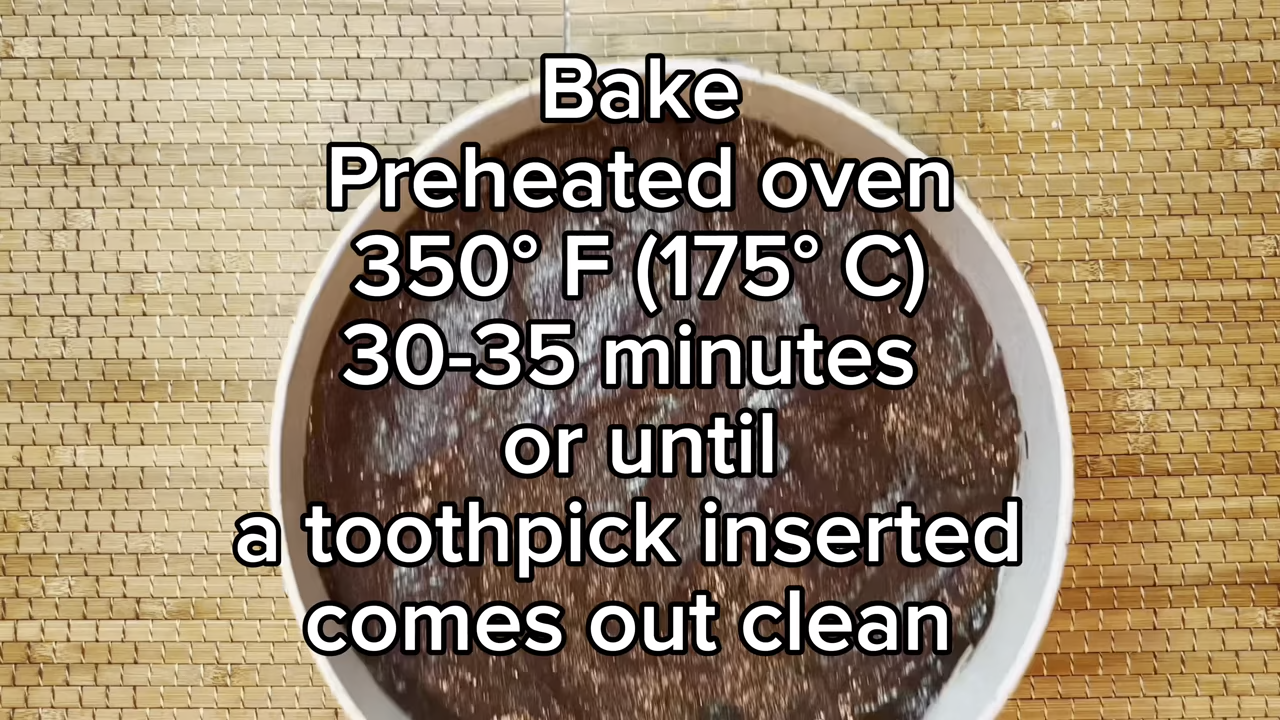 Bake
Preheated oven
350° F (175° C)
30-35 minutes
or until
a toothpick inserted
comes out clean